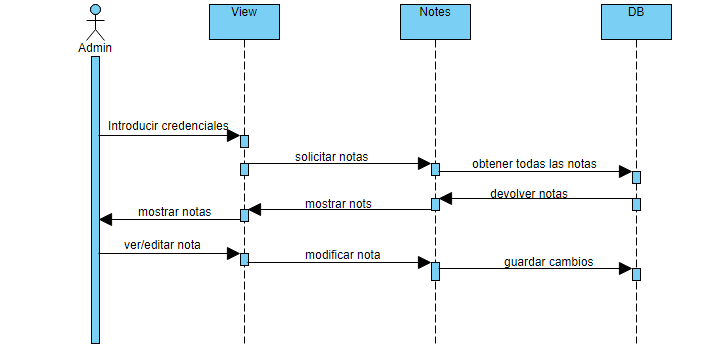 View
Notes
DB
Admin
Introducir credenciales
solicitar notas
obtener todas las notas
devolver notas
mostrar nots
mostrar notas
ver/editar nota
modificar nota
guardar cambios